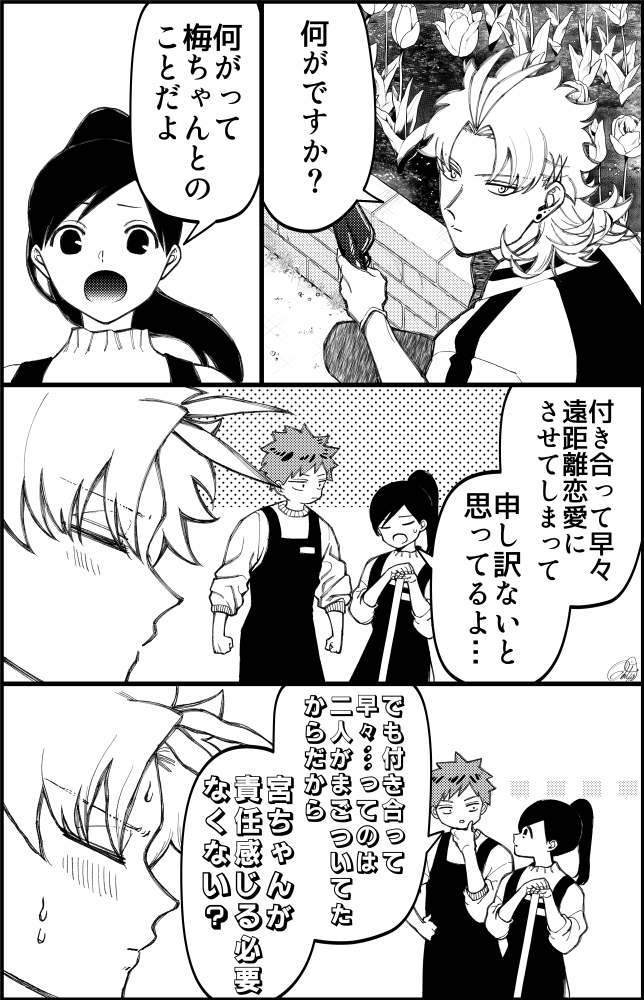 何がですか？
何がって
梅ちゃんとの
ことだよ
付き合って早々
遠距離恋愛に
させてしまって
申し訳ないと
思ってるよ…
でも付き合って
早々…ってのは
二人がまごついてた
からだから
宮ちゃんが
責任感じる必要
なくない？